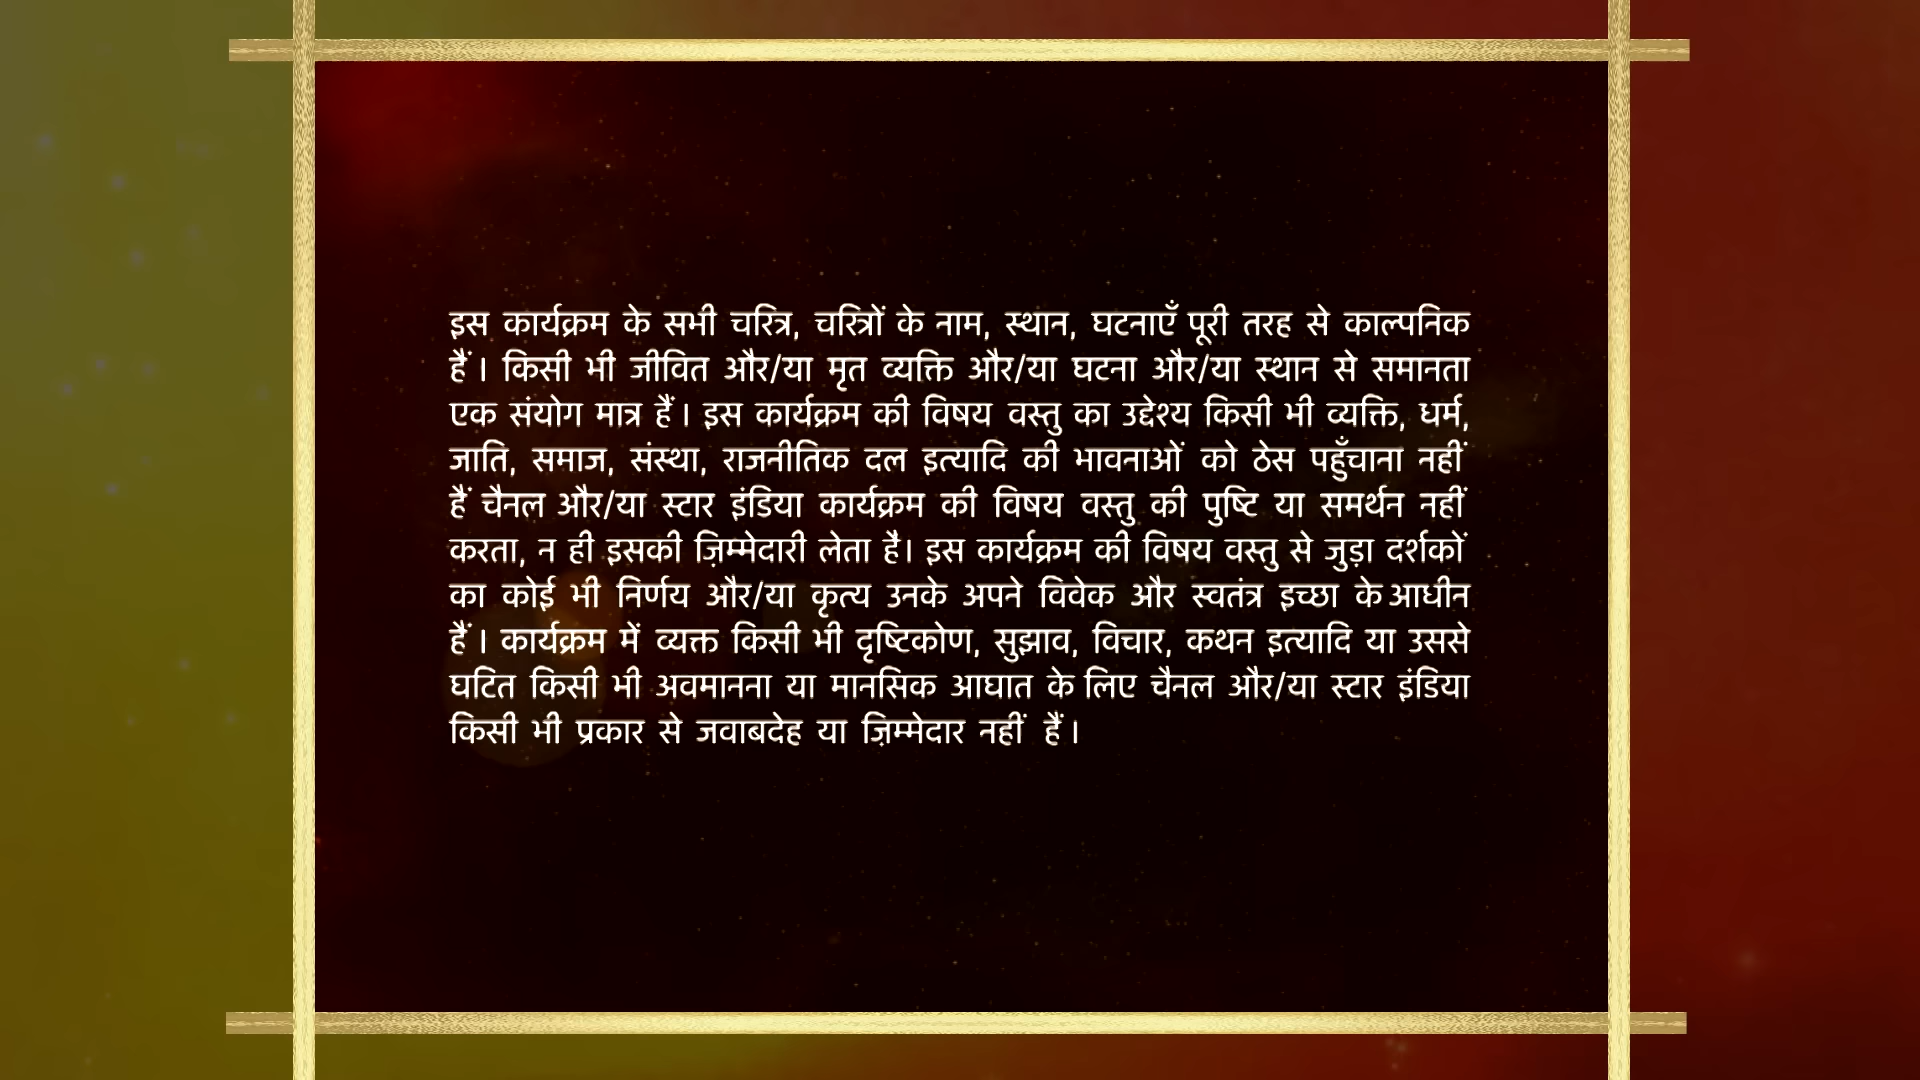 इस कार्यक्रम के सभी चरित्र, चरित्रों के नाम, स्थान, घटनाएँ पूरी तरह से काल्पनिक
हैं । किसी भी जीवित और/या मृत व्यक्ति और/या घटना और/या स्थान से समानता
एक संयोग मात्र हैं । इस कार्यक्रम की विषय वस्तु का उद्देश्य किसी भी व्यक्ति, धर्म,
जाति, समाज, संस्था, राजनीतिक दल इत्यादि की भावनाओं को ठेस पहुँचाना नहीं
हैं चैनल और/या स्टार इंडिया कार्यक्रम की विषय वस्तु की पुष्टि या समर्थन नहीं
करता, न ही इसकी ज़िम्मेदारी लेता है। इस कार्यक्रम की विषय वस्तु से जुड़ा दर्शकों
का कोई भी निर्णय और/या कृत्य उनके अपने विवेक और स्वतंत्र इच्छा के आधीन
हैं । कार्यक्रम में व्यक्त किसी भी दृष्टिकोण, सुझाव, विचार, कथन इत्यादि या उससे
घटित किसी भी अवमानना या मानसिक आघात के लिए चैनल और/या स्टार इंडिया
किसी भी प्रकार से जवाबदेह या ज़िम्मेदार नहीं हैं ।